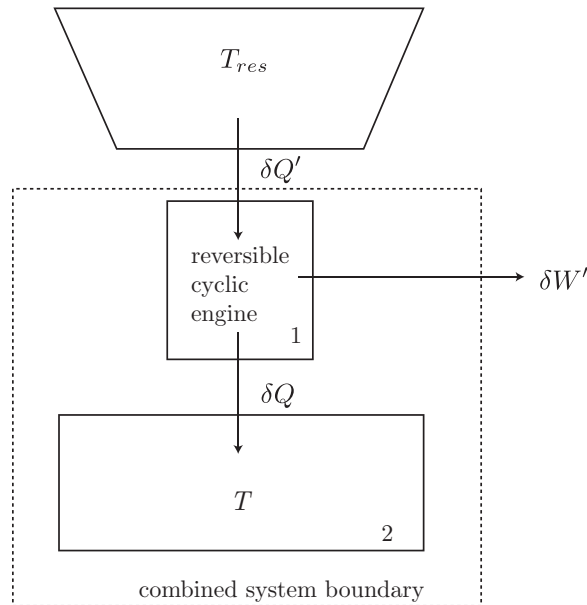 T_res
δQ′
reversible
cyclic
engine
1
δW′
δQ
T
2
combined system boundary